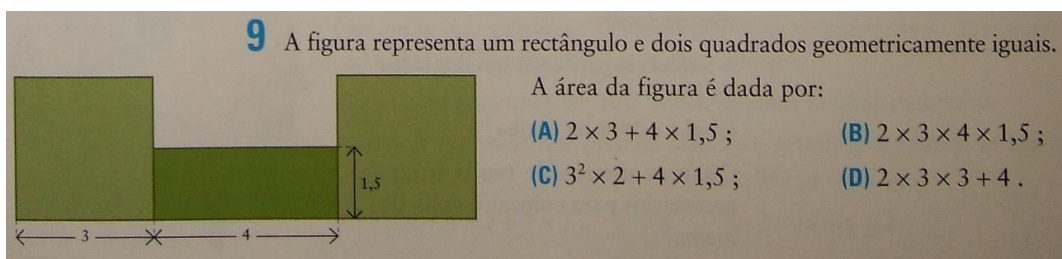 9 A figura representa um rectângulo e dois quadrados geometricamente iguais.
A área da figura é dada por:
(A) 2 × 3 + 4 × 1,5 ;
(B) 2 × 3 × 4 × 1,5 ;
(C) 3² × 2 + 4 × 1,5 ;
(D) 2 × 3 × 3 + 4 .
1,5
3
4